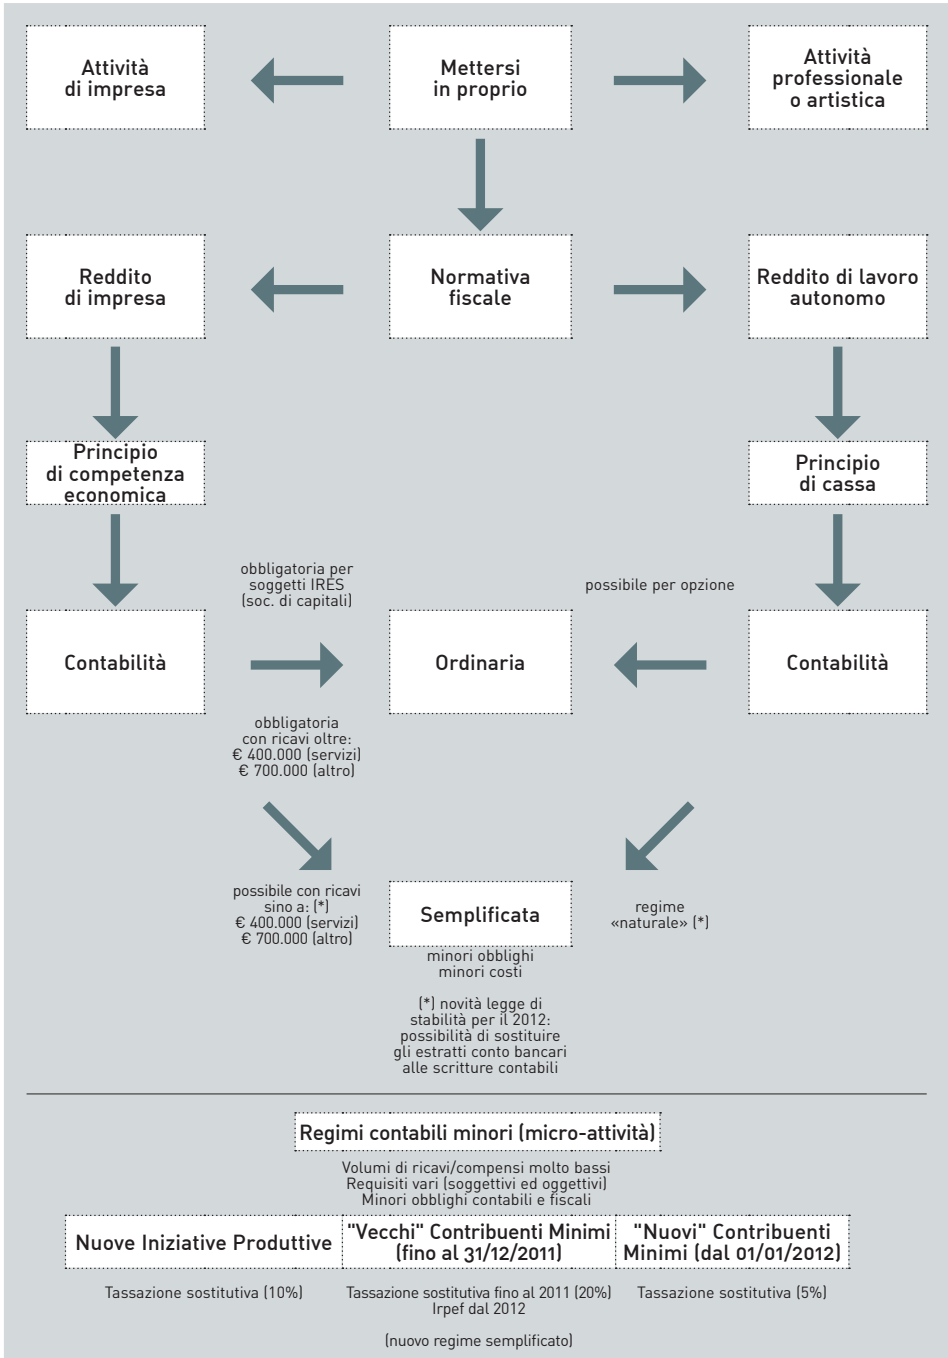 Attività
di impresa
Mettersi
in proprio
Attività
professionale
o artistica
Reddito
di impresa
Normativa
fiscale
Reddito di lavoro
autonomo
Principio
di competenza
economica
Principio
di cassa
obbligatoria per
soggetti IRES
(soc. di capitali)
possibile per opzione
Contabilità
Ordinaria
Contabilità
obbligatoria
con ricavi oltre:
€ 400.000 (servizi)
€ 700.000 (altro)
possibile con ricavi
sino a: (*)
€ 400.000 (servizi)
€ 700.000 (altro)
Semplificata
regime
«naturale» (*)
minori obblighi
minori costi
(*) novità legge di
stabilità per il 2012:
possibilità di sostituire
gli estratti conto bancari
alle scritture contabili
Regimi contabili minori (micro-attività)
Volumi di ricavi/compensi molto bassi
Requisiti vari (soggettivi ed oggettivi)
Minori obblighi contabili e fiscali
Nuove Iniziative Produttive
"Vecchi" Contribuenti Minimi
(fino al 31/12/2011)
"Nuovi" Contribuenti
Minimi (dal 01/01/2012)
Tassazione sostitutiva (10%)
Tassazione sostitutiva fino al 2011 (20%)
Irpef dal 2012
Tassazione sostitutiva (5%)
(nuovo regime semplificato)